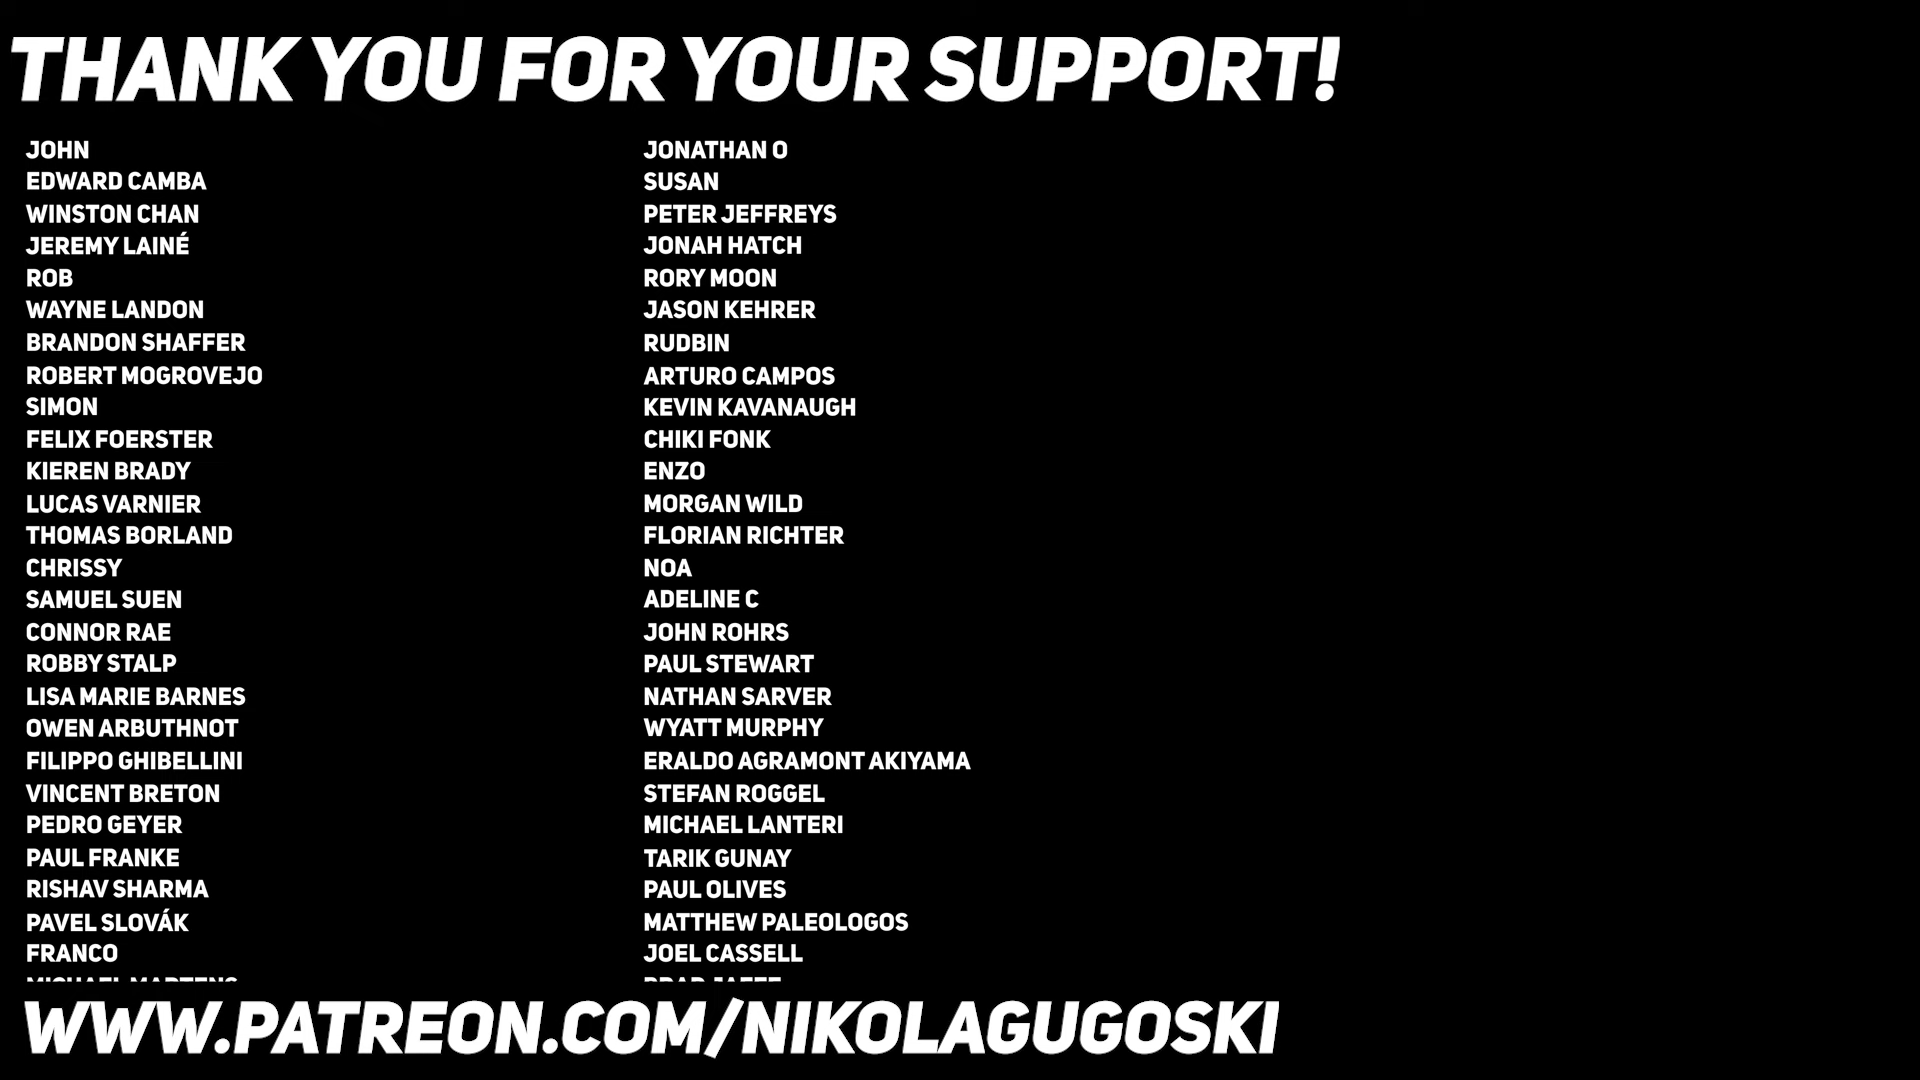 THANK YOU FOR YOUR SUPPORT!
JOHN
EDWARD CAMBA
WINSTON CHAN
JEREMY LAINÉ
ROB
WAYNE LANDON
BRANDON SHAFFER
ROBERT MOGROVEJO
SIMON
FELIX FOERSTER
KIEREN BRADY
LUCAS VARNIER
THOMAS BORLAND
CHRISSY
SAMUEL SUEN
CONNOR RAE
ROBBY STALP
LISA MARIE BARNES
OWEN ARBUTHNOT
FILIPPO GHIBELLINI
VINCENT BRETON
PEDRO GEYER
PAUL FRANKE
RISHAV SHARMA
PAVEL SLOVÁK
FRANCO
JONATHAN O
SUSAN
PETER JEFFREYS
JONAH HATCH
RORY MOON
JASON KEHRER
RUDBIN
ARTURO CAMPOS
KEVIN KAVANAUGH
CHIKI FONK
ENZO
MORGAN WILD
FLORIAN RICHTER
NOA
ADELINE C
JOHN ROHRS
PAUL STEWART
NATHAN SARVER
WYATT MURPHY
ERALDO AGRAMONT AKIYAMA
STEFAN ROGGEL
MICHAEL LANTERI
TARIK GUNAY
PAUL OLIVES
MATTHEW PALEOLOGOS
JOEL CASSELL
WWW.PATREON.COM/NIKOLAGUGOSKI